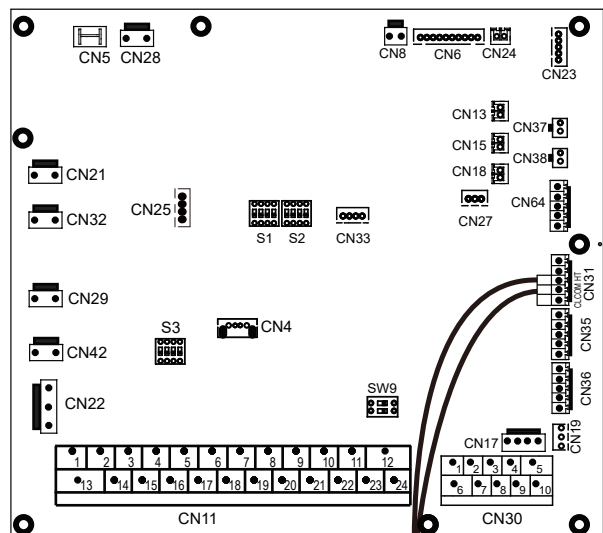 CN5
CN28
CN8
CN6
CN24
CN23
CN13
CN37
CN15
CN38
CN18
CN21
CN25
CN32
S1
S2
CN33
CN27
CN64
CN31
CL COM HT
CN29
CN4
CN35
S3
CN42
CN36
CN22
SW9
CN17
CN19
1 2 3 4 5 6 7 8 9 10 11 12
13 14 15 16 17 18 19 20 21 22 23 24
CN11
1 2 3 4 5
6 7 8 9 10
CN30